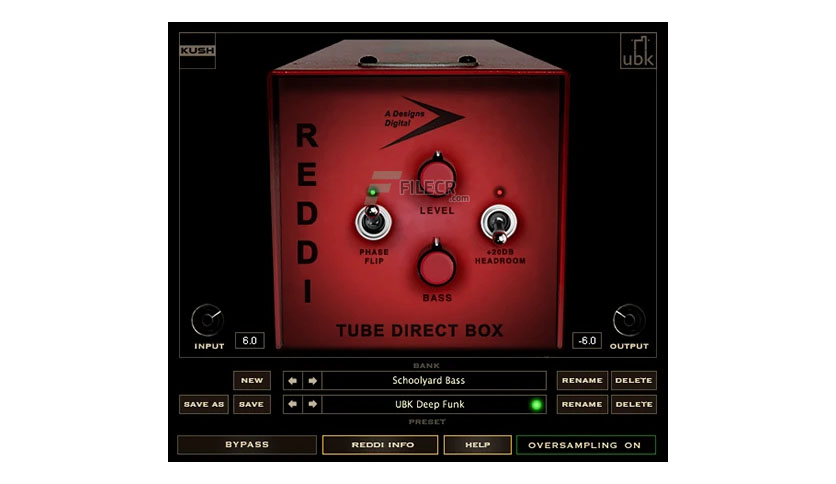 KUSH
ubk
A Designs
Digital
REDDI
FILECR
.com
LEVEL
PHASE
FLIP
+20DB
HEADROOM
BASS
TUBE DIRECT BOX
INPUT
6.0
-6.0
OUTPUT
BANK
NEW
Schoolyard Bass
RENAME
DELETE
SAVE AS
SAVE
UBK Deep Funk
RENAME
DELETE
PRESET
BYPASS
REDDI INFO
HELP
OVERSAMPLING ON